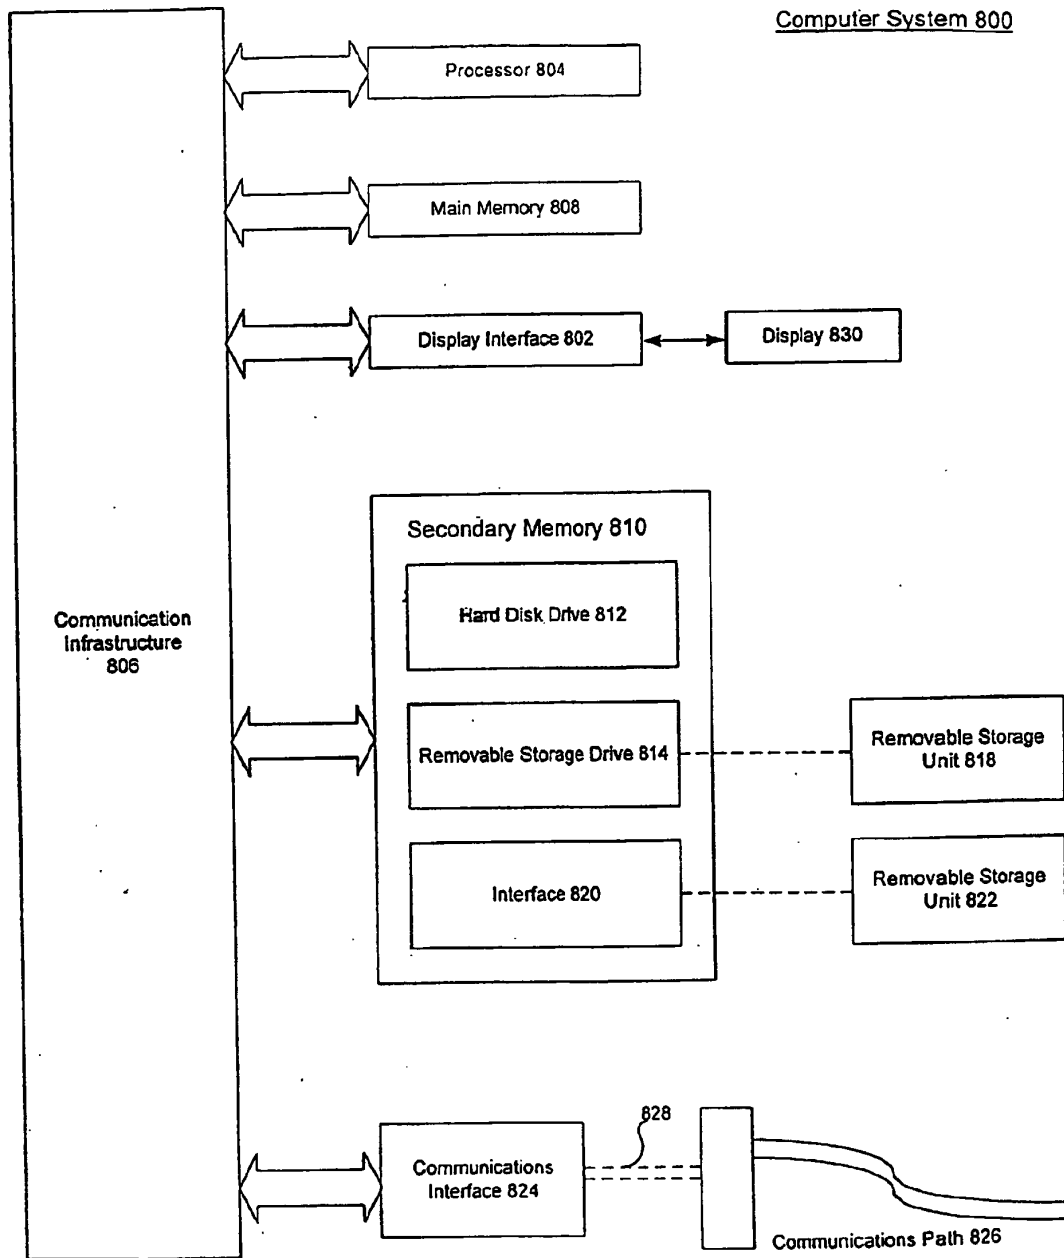 Computer System 800
Processor 804
Main Memory 808
Display Interface 802
Display 830
Secondary Memory 810
Hard Disk Drive 812
Communication
Infrastructure
806
Removable Storage Drive 814
Removable Storage
Unit 818
Interface 820
Removable Storage
Unit 822
828
Communications
Interface 824
Communications Path 826